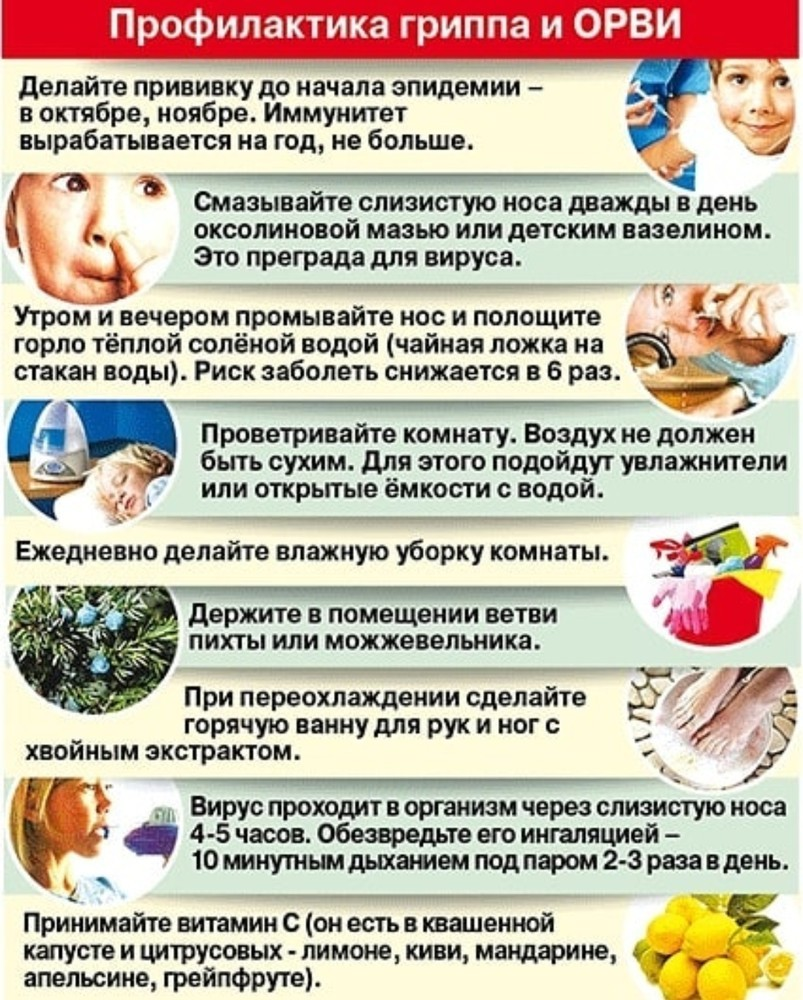 Профилактика гриппа и ОРВИ
Делайте прививку до начала эпидемии –
в октябре, ноябре. Иммунитет
вырабатывается на год, не больше.
Смазывайте слизистую носа дважды в день
оксолиновой мазью или детским вазелином.
Это преграда для вируса.
Утром и вечером промывайте нос и полощите
горло тёплой солёной водой (чайная ложка на
стакан воды). Риск заболеть снижается в 6 раз.
Проветривайте комнату. Воздух не должен
быть сухим. Для этого подойдут увлажнители
или открытые ёмкости с водой.
Ежедневно делайте влажную уборку комнаты.
Держите в помещении ветви
пихты или можжевельника.
При переохлаждении сделайте
горячую ванну для рук и ног с
хвойным экстрактом.
Вирус проходит в организм через слизистую носа
4-5 часов. Обезвредьте его ингаляцией –
10 минутным дыханием под паром 2-3 раза в день.
Принимайте витамин С (он есть в квашенной
капусте и цитрусовых - лимоне, киви, мандарине,
апельсине, грейпфруте).